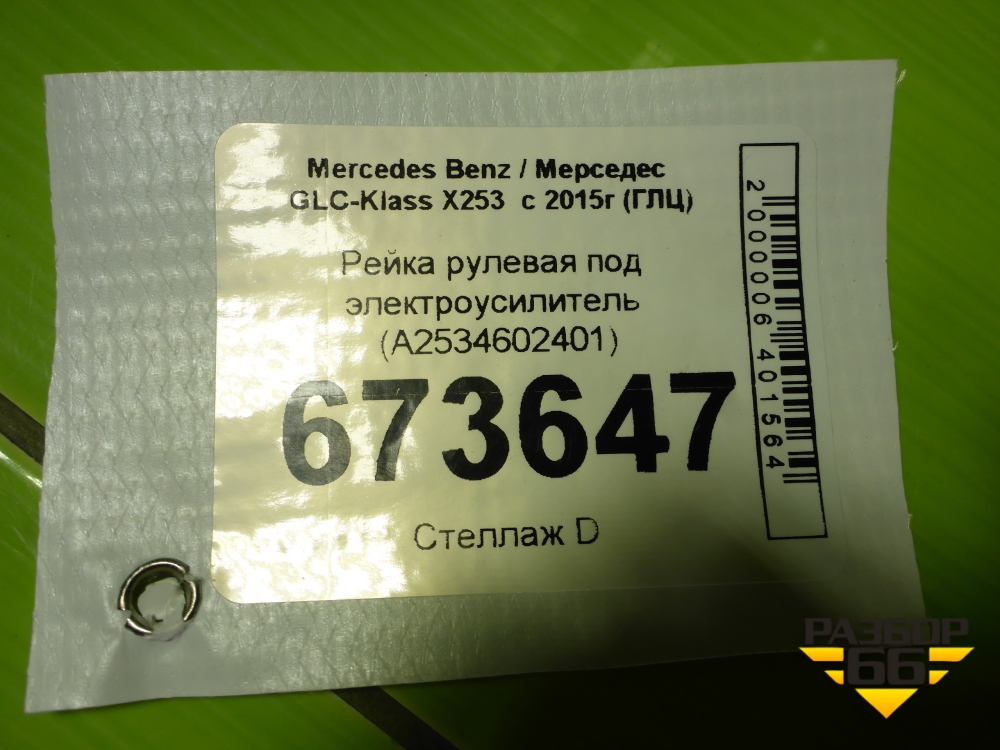 Mercedes Benz / Мерседес
GLC-Klass X253 с 2015г (ГЛЦ)
Рейка рулевая под
электроусилитель
(A2534602401)
673647
Стеллаж D
2000006401564
РАЗБОР
66